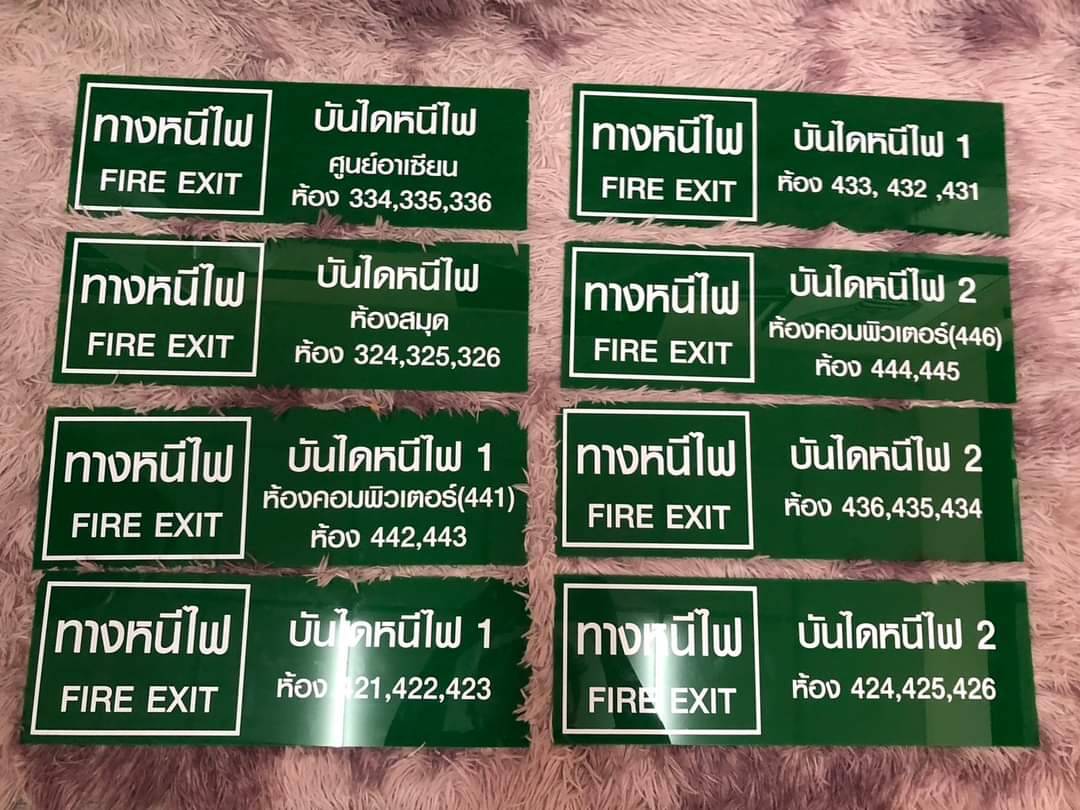 ทางหนีไฟ
FIRE EXIT
บันไดหนีไฟ
ศูนย์อาเซียน
ห้อง 334,335,336
ทางหนีไฟ
FIRE EXIT
บันไดหนีไฟ 1
ห้อง 433, 432 ,431
ทางหนีไฟ
FIRE EXIT
บันไดหนีไฟ
ห้องสมุด
ห้อง 324,325,326
ทางหนีไฟ
FIRE EXIT
บันไดหนีไฟ 2
ห้องคอมพิวเตอร์(446)
ห้อง 444,445
ทางหนีไฟ
FIRE EXIT
บันไดหนีไฟ 1
ห้องคอมพิวเตอร์(441)
ห้อง 442,443
ทางหนีไฟ
FIRE EXIT
บันไดหนีไฟ 2
ห้อง 436,435,434
ทางหนีไฟ
FIRE EXIT
บันไดหนีไฟ 1
ห้อง 421,422,423
ทางหนีไฟ
FIRE EXIT
บันไดหนีไฟ 2
ห้อง 424,425,426